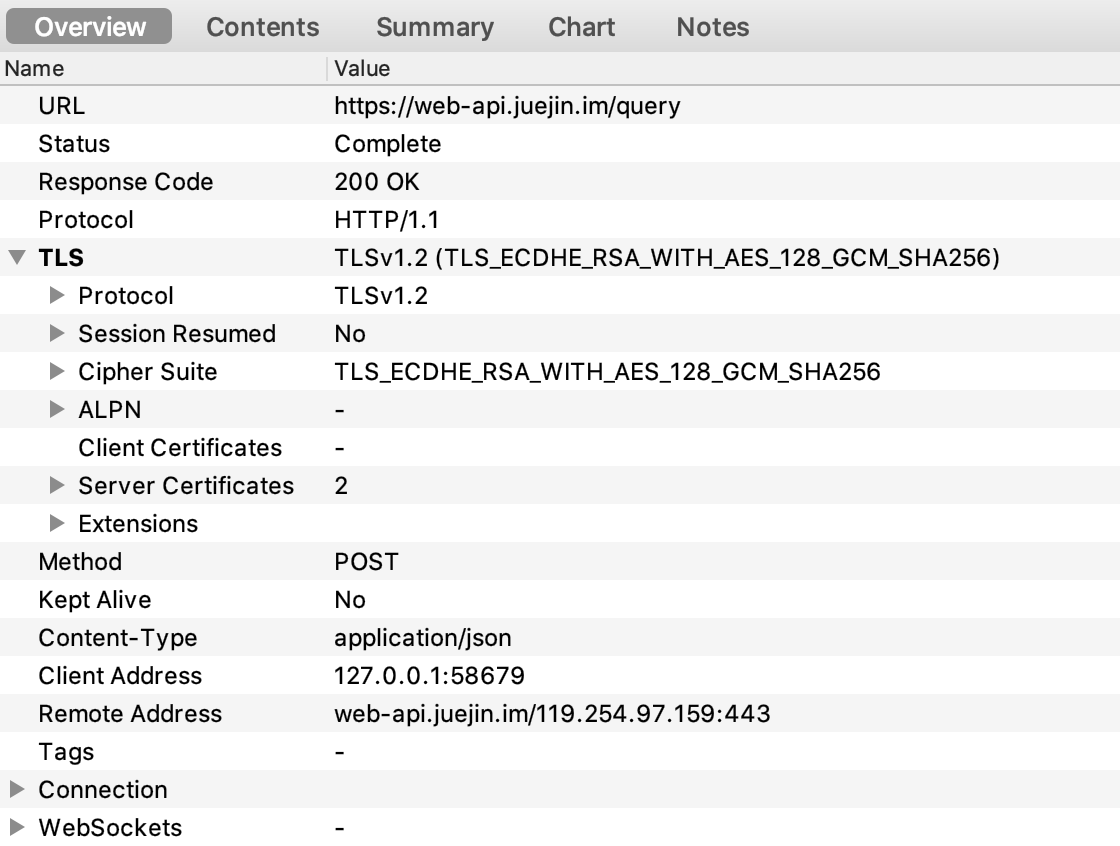 Overview Contents Summary Chart Notes
Name Value
URL https://web-api.juejin.im/query
Status Complete
Response Code 200 OK
Protocol HTTP/1.1
TLS TLSv1.2 (TLS_ECDHE_RSA_WITH_AES_128_GCM_SHA256)
Protocol TLSv1.2
Session Resumed No
Cipher Suite TLS_ECDHE_RSA_WITH_AES_128_GCM_SHA256
ALPN -
Client Certificates -
Server Certificates 2
Extensions
Method POST
Kept Alive No
Content-Type application/json
Client Address 127.0.0.1:58679
Remote Address web-api.juejin.im/119.254.97.159:443
Tags -
Connection
WebSockets -